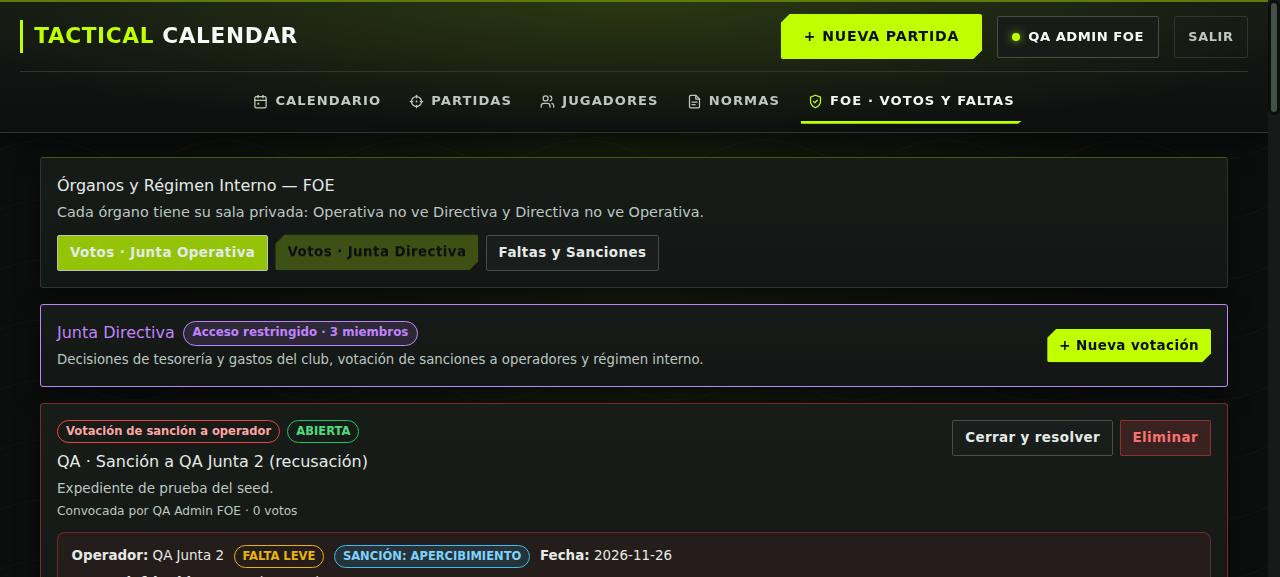 TACTICAL CALENDAR
+ NUEVA PARTIDA
QA ADMIN FOE
SALIR
CALENDARIO
PARTIDAS
JUGADORES
NORMAS
FOE · VOTOS Y FALTAS
Órganos y Régimen Interno — FOE
Cada órgano tiene su sala privada: Operativa no ve Directiva y Directiva no ve Operativa.
Votos · Junta Operativa
Votos · Junta Directiva
Faltas y Sanciones
Junta Directiva
Acceso restringido · 3 miembros
Decisiones de tesorería y gastos del club, votación de sanciones a operadores y régimen interno.
+ Nueva votación
Votación de sanción a operador
ABIERTA
Cerrar y resolver
Eliminar
QA · Sanción a QA Junta 2 (recusación)
Expediente de prueba del seed.
Convocada por QA Admin FOE · 0 votos
Operador: QA Junta 2
FALTA LEVE
SANCIÓN: APERCIBIMIENTO
Fecha: 2026-11-26